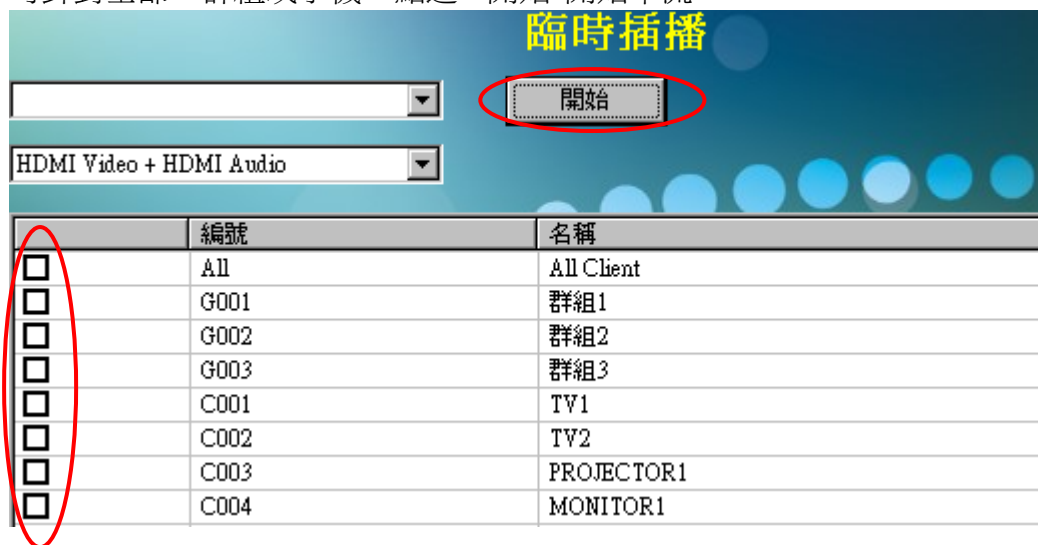 臨時插播
開始
HDMI Video + HDMI Audio
編號 名稱
All All Client
G001 群組1
G002 群組2
G003 群組3
C001 TV1
C002 TV2
C003 PROJECTOR1
C004 MONITOR1